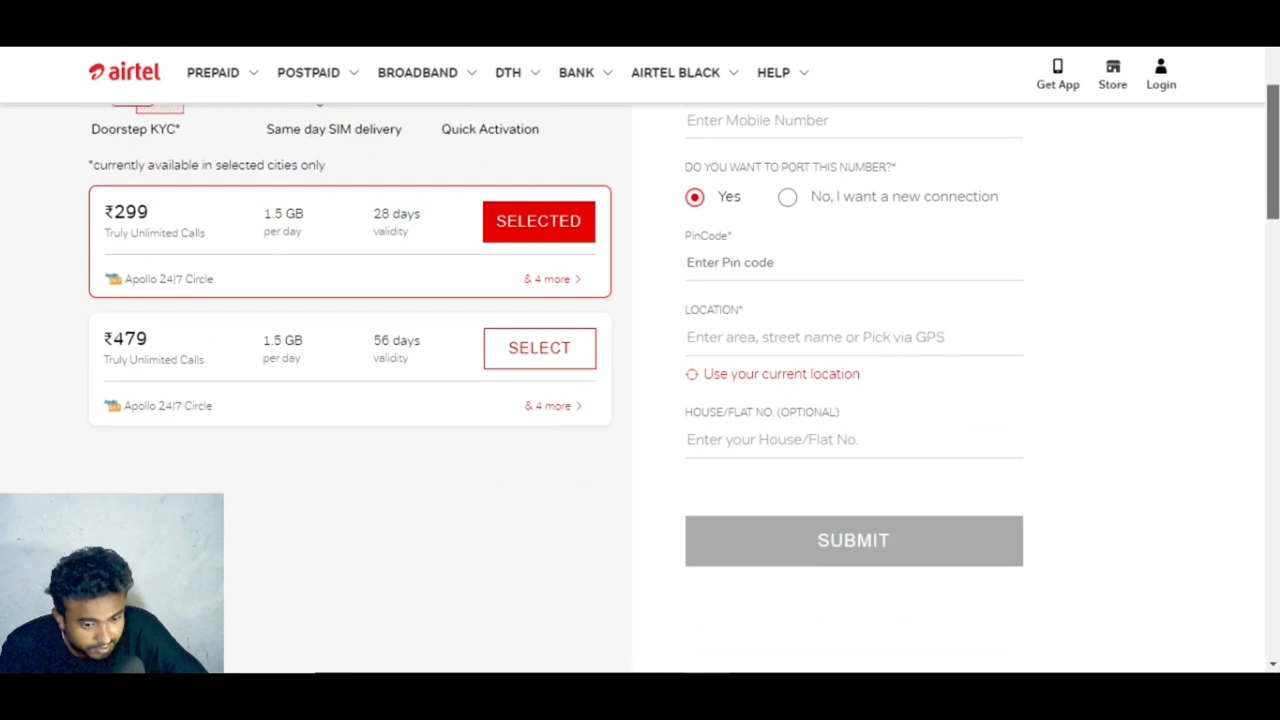 airtel PREPAID POSTPAID BROADBAND DTH BANK AIRTEL BLACK HELP Get App Store Login
Doorstep KYC* Same day SIM delivery Quick Activation
*currently available in selected cities only
₹299 1.5 GB 28 days SELECTED
Truly Unlimited Calls per day validity
Apollo 24|7 Circle & 4 more >
₹479 1.5 GB 56 days SELECT
Truly Unlimited Calls per day validity
Apollo 24|7 Circle & 4 more >
Enter Mobile Number
DO YOU WANT TO PORT THIS NUMBER?*
Yes No, I want a new connection
PinCode*
Enter Pin code
LOCATION*
Enter area, street name or Pick via GPS
Use your current location
HOUSE/FLAT NO. (OPTIONAL)
Enter your House/Flat No.
SUBMIT